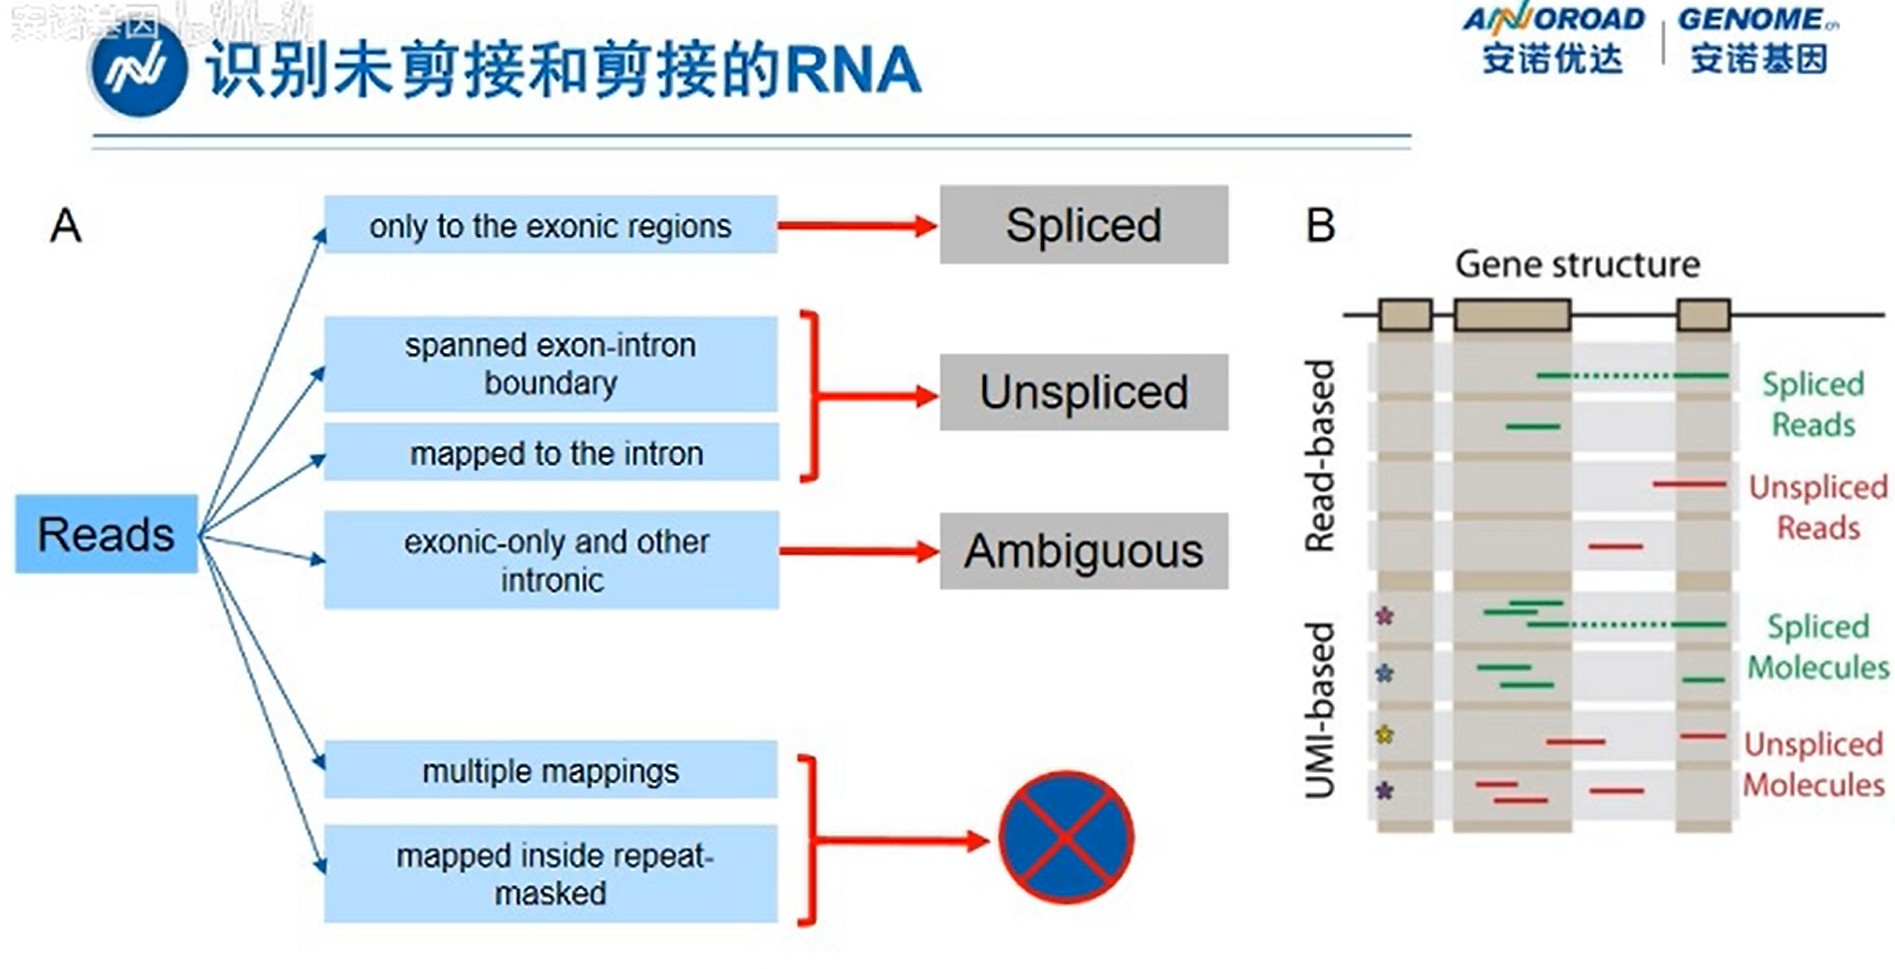 安诺基因
识别未剪接和剪接的RNA
ANNOROAD
安诺优达
GENOME
安诺基因
A
Reads
only to the exonic regions
spanned exon-intron
boundary
mapped to the intron
exonic-only and other
intronic
multiple mappings
mapped inside repeat-
masked
Spliced
Unspliced
Ambiguous
B
Gene structure
Read-based
Spliced
Reads
Unspliced
Reads
UMI-based
Spliced
Molecules
Unspliced
Molecules